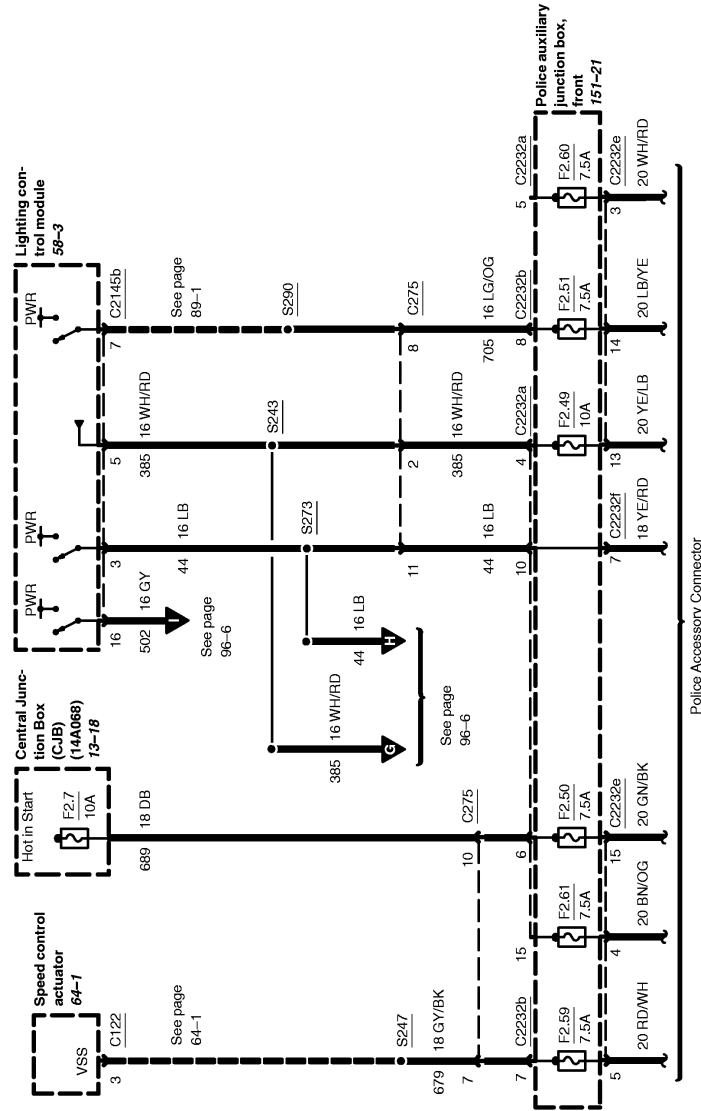 Speed control
actuator
64–1
VSS
3
C122
See page
64–1
S247
679
18 GY/BK
7
7
C2232b
F2.59
7.5A
5
20 RD/WH
Central Junc-
tion Box
(CJB)
(14A068)
13–18
Hot in Start
F2.7
10A
689
18 DB
10
C275
15
6
F2.61
7.5A
F2.50
7.5A
4
20 BN/OG
15
C2232e
20 GN/BK
Lighting con-
trol module
58–3
PWR
PWR
PWR
16
502
16 GY
I
See page
96–6
3
44
16 LB
S273
44
16 LB
H
385
16 WH/RD
G
See page
96–6
11
44
16 LB
10
7
C2232f
18 YE/RD
5
385
16 WH/RD
S243
2
385
16 WH/RD
4
C2232a
F2.49
10A
13
20 YE/LB
7
C2145b
See page
89–1
S290
8
C275
705
16 LG/OG
8
C2232b
F2.51
7.5A
14
20 LB/YE
Police auxiliary
junction box,
front
151–21
5
C2232a
F2.60
7.5A
3
C2232e
20 WH/RD
Police Accessory Connector